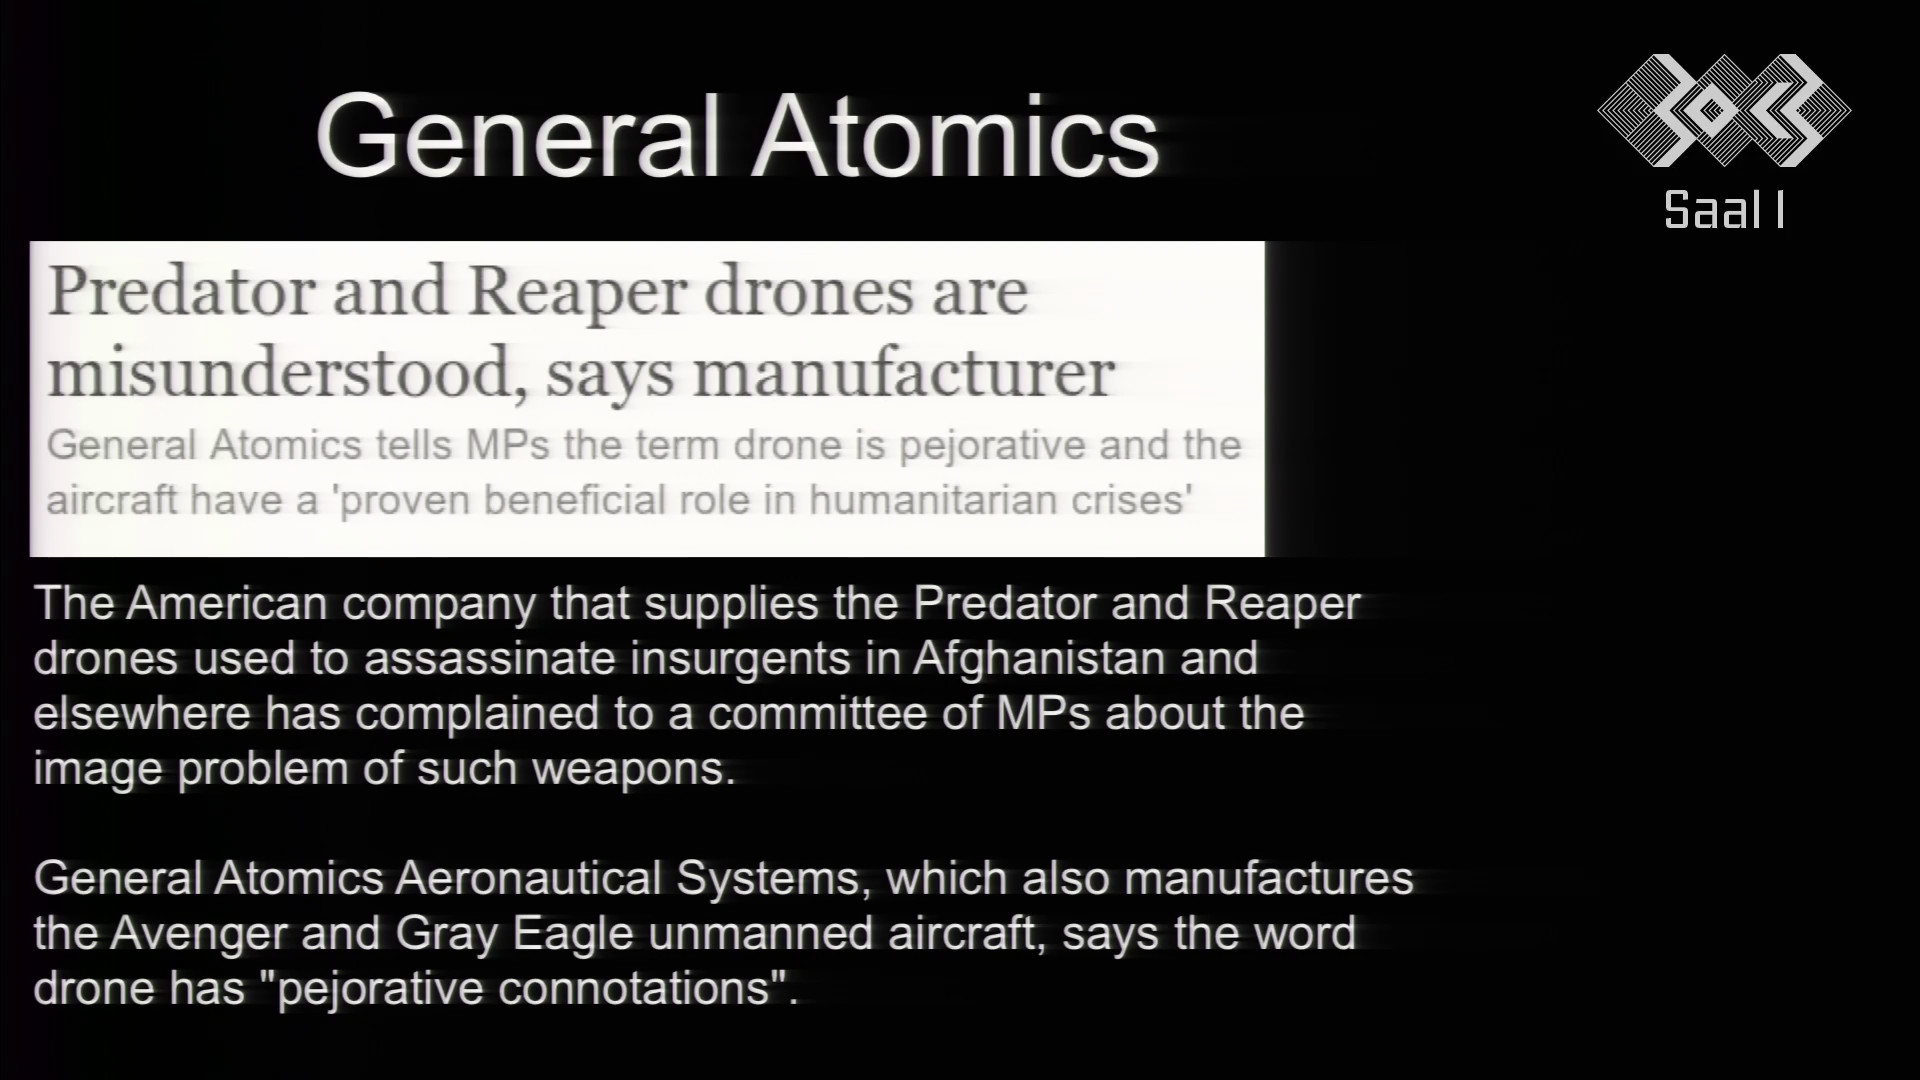 General Atomics
Saal 1
Predator and Reaper drones are
misunderstood, says manufacturer
General Atomics tells MPs the term drone is pejorative and the
aircraft have a 'proven beneficial role in humanitarian crises'
The American company that supplies the Predator and Reaper
drones used to assassinate insurgents in Afghanistan and
elsewhere has complained to a committee of MPs about the
image problem of such weapons.
General Atomics Aeronautical Systems, which also manufactures
the Avenger and Gray Eagle unmanned aircraft, says the word
drone has "pejorative connotations".